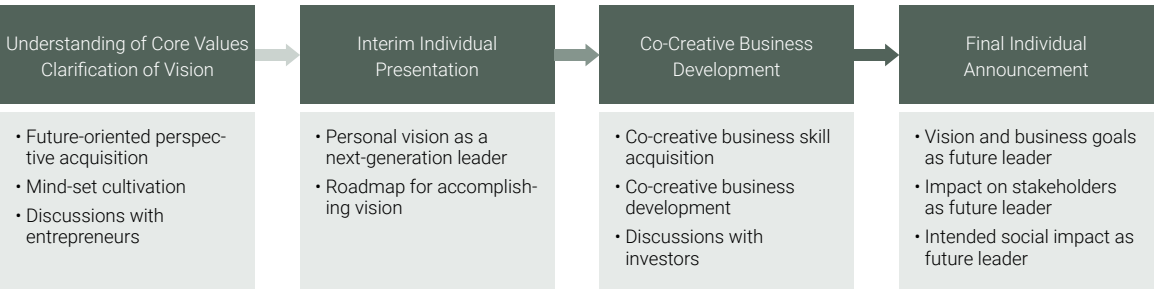 Understanding of Core Values
Clarification of Vision
• Future-oriented perspec-
tive acquisition
• Mind-set cultivation
• Discussions with
entrepreneurs
Interim Individual
Presentation
• Personal vision as a
next-generation leader
• Roadmap for accomplish-
ing vision
Co-Creative Business
Development
• Co-creative business skill
acquisition
• Co-creative business
development
• Discussions with
investors
Final Individual
Announcement
• Vision and business goals
as future leader
• Impact on stakeholders
as future leader
• Intended social impact as
future leader